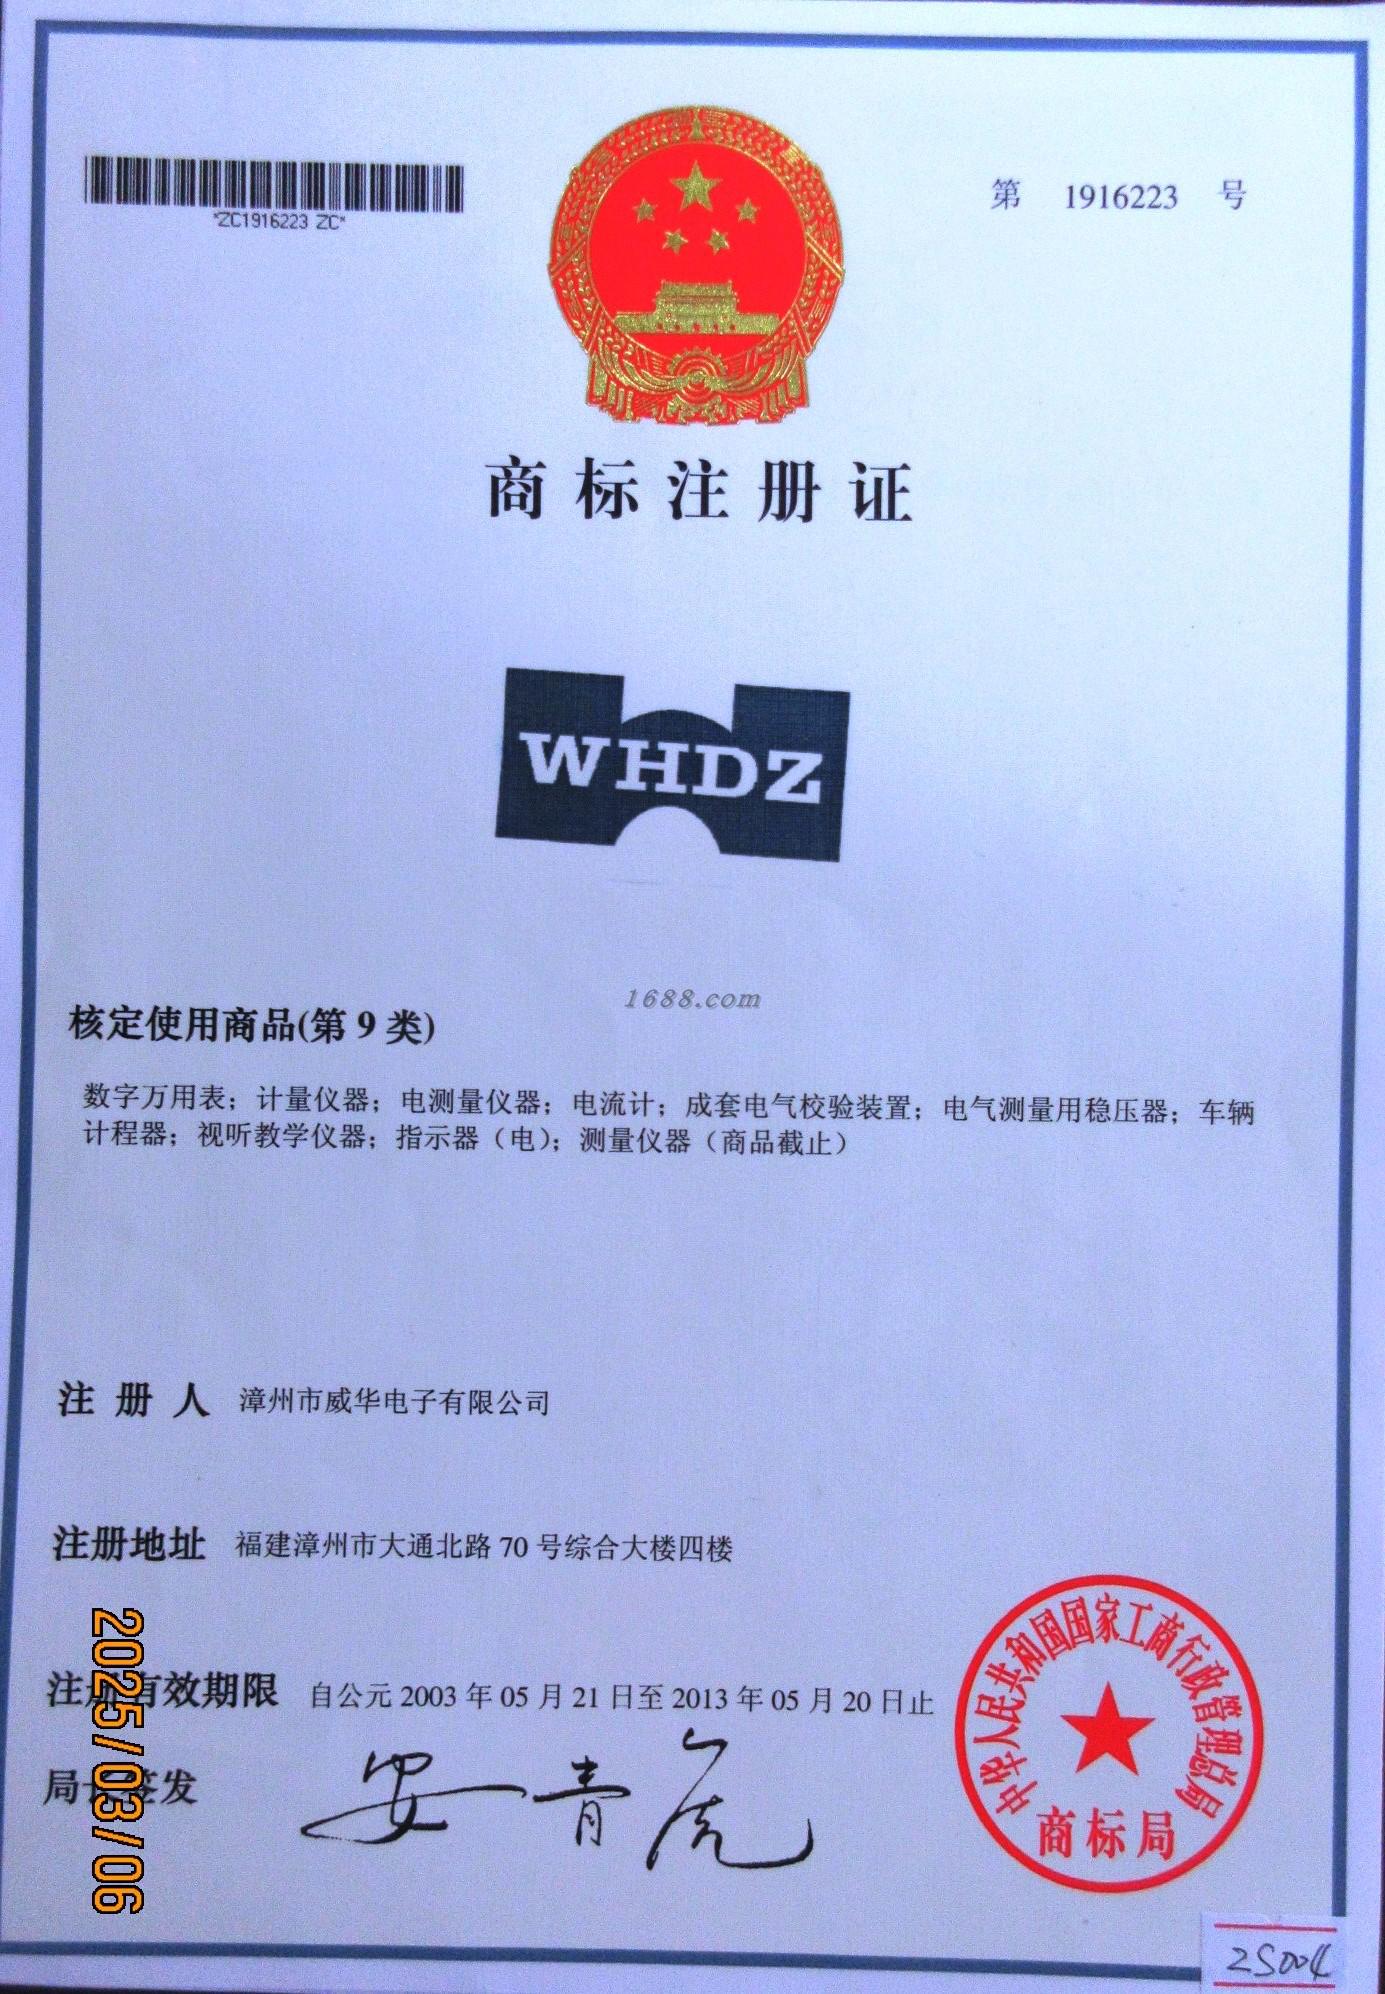 *ZC1916223 ZC*
第 1916223 号
商标注册证
WHDZ
1688.com
核定使用商品(第 9 类)
数字万用表；计量仪器；电测量仪器；电流计；成套电气校验装置；电气测量用稳压器；车辆
计程器；视听教学仪器；指示器（电）；测量仪器（商品截止）
注 册 人 漳州市威华电子有限公司
注册地址 福建漳州市大通北路 70 号综合大楼四楼
注册有效期限 自公元 2003 年 05 月 21 日至 2013 年 05 月 20 日止
局长签发 安青虎
中华人民共和国国家工商行政管理总局
商标局
2025/03/06
ZS004